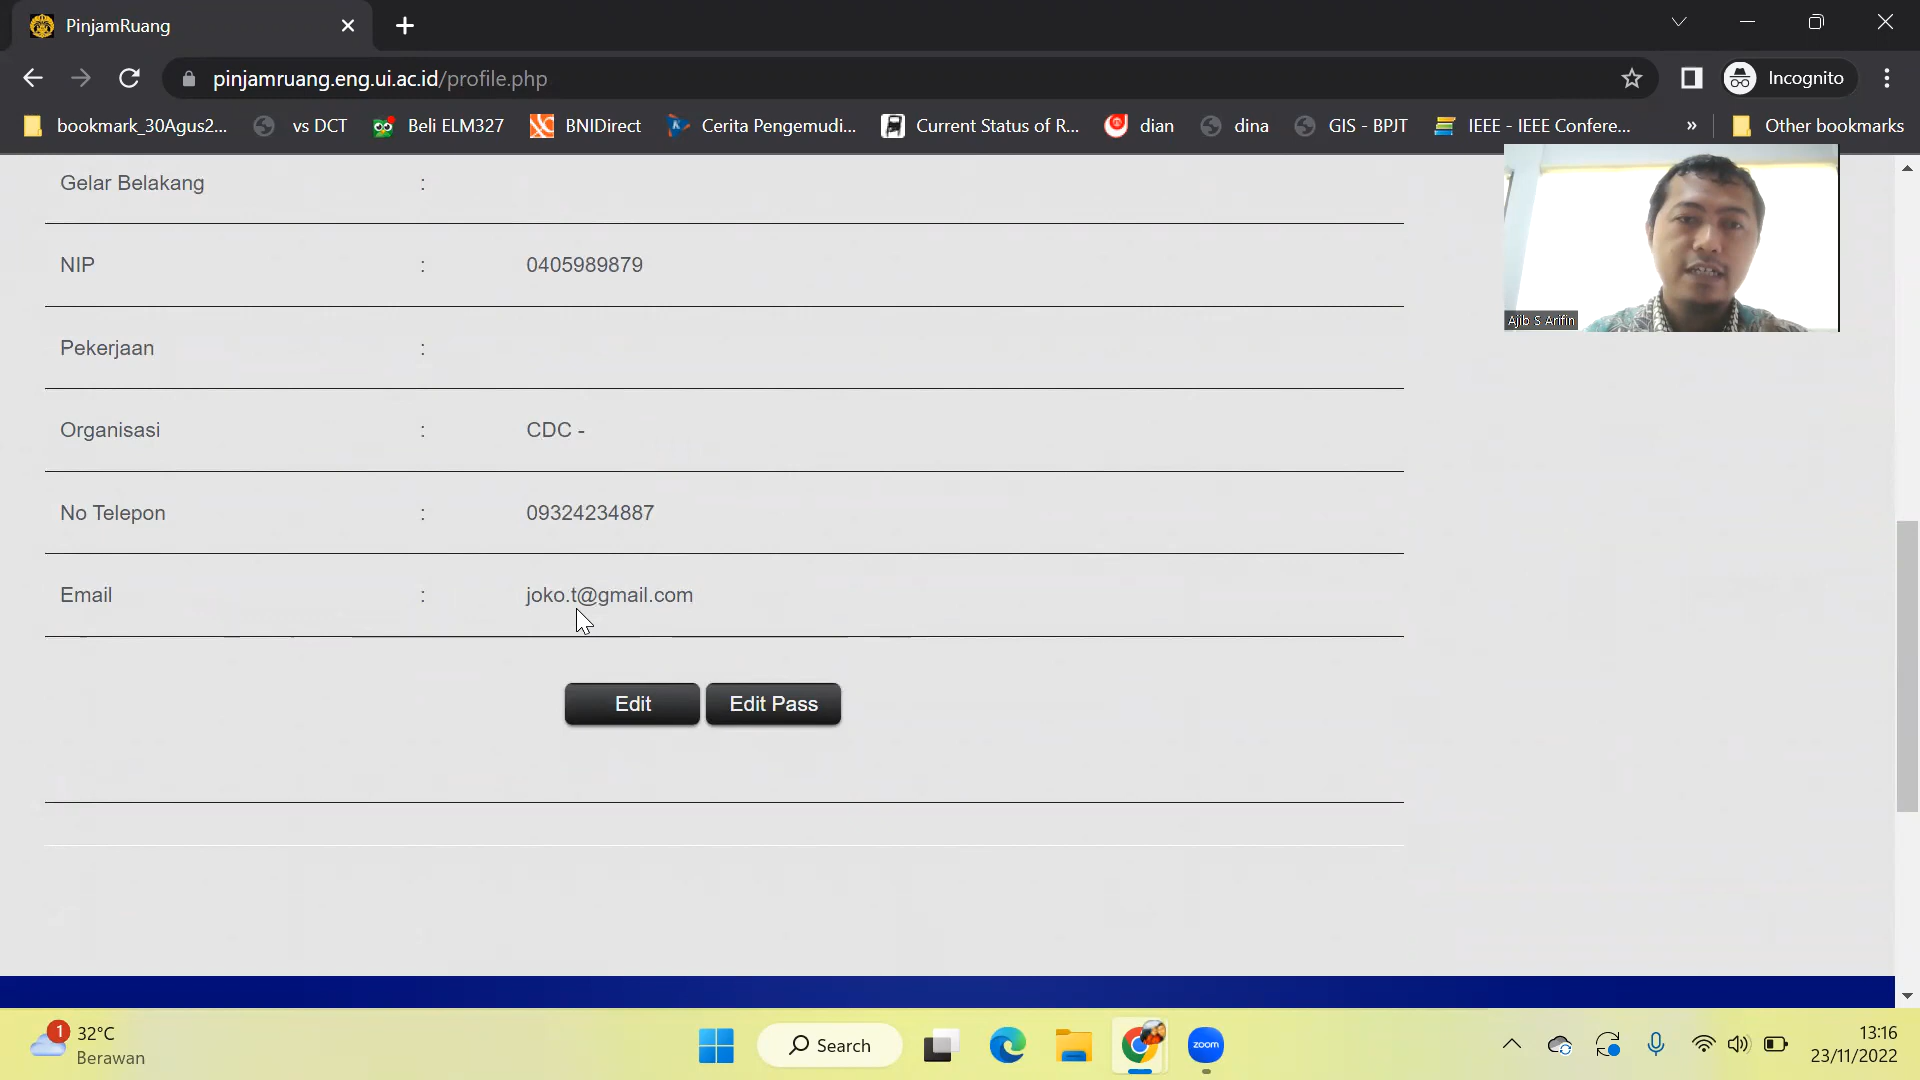 PinjamRuang
pinjamruang.eng.ui.ac.id/profile.php
Incognito
bookmark_30Agus2...
vs DCT
Beli ELM327
BNIDirect
Cerita Pengemudi...
Current Status of R...
dian
dina
GIS - BPJT
IEEE - IEEE Confere...
»
Other bookmarks
Gelar Belakang :
NIP : 0405989879
Pekerjaan :
Organisasi : CDC -
No Telepon : 09324234887
Email : joko.t@gmail.com
Edit
Edit Pass
Ajib S Arifin
1
32°C
Berawan
Search
zoom
13:16
23/11/2022